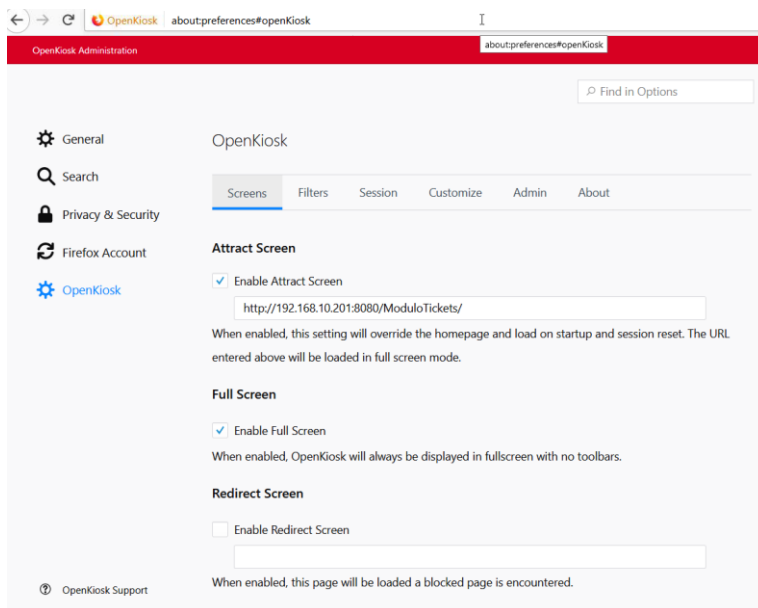 OpenKiosk about:preferences#openKiosk
about:preferences#openKiosk
OpenKiosk Administration
Find in Options
General
Search
Privacy & Security
Firefox Account
OpenKiosk
OpenKiosk Support
OpenKiosk
Screens Filters Session Customize Admin About
Attract Screen
Enable Attract Screen
http://192.168.10.201:8080/ModuloTickets/
When enabled, this setting will override the homepage and load on startup and session reset. The URL
entered above will be loaded in full screen mode.
Full Screen
Enable Full Screen
When enabled, OpenKiosk will always be displayed in fullscreen with no toolbars.
Redirect Screen
Enable Redirect Screen
When enabled, this page will be loaded a blocked page is encountered.